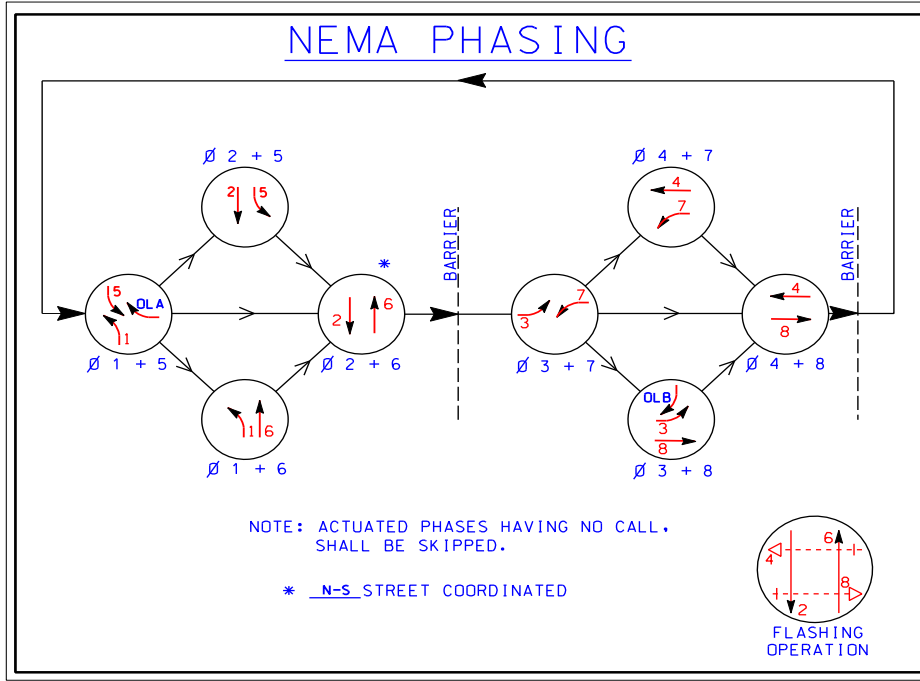 NEMA PHASING
Ø 2 + 5
2 5
Ø 4 + 7
4
7
BARRIER
BARRIER
*
5 OLA
1
Ø 1 + 5
2 6
Ø 2 + 6
3 7
Ø 3 + 7
4
8
Ø 4 + 8
1 6
Ø 1 + 6
OLB
3
8
Ø 3 + 8
NOTE: ACTUATED PHASES HAVING NO CALL,
SHALL BE SKIPPED.
* N-S STREET COORDINATED
6
4
8
2
FLASHING
OPERATION